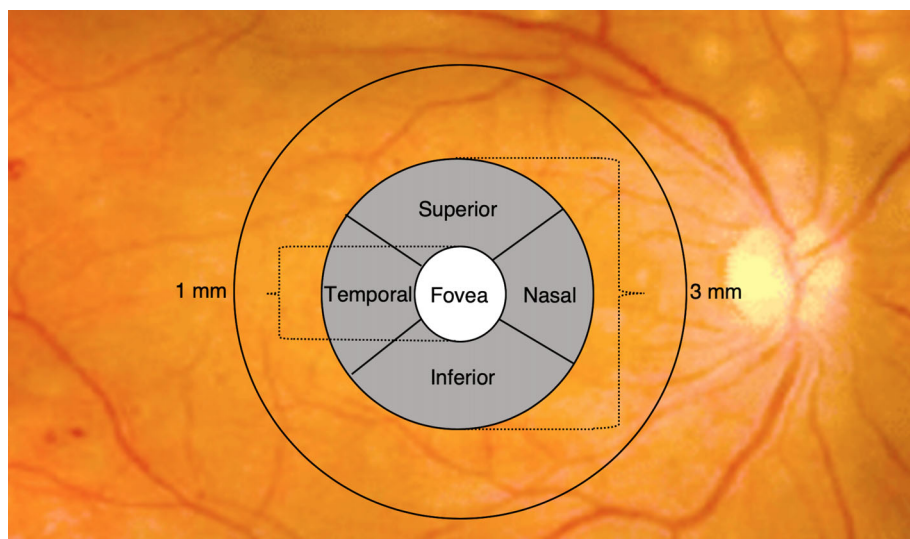 Superior
1 mm
Temporal
Fovea
Nasal
3 mm
Inferior